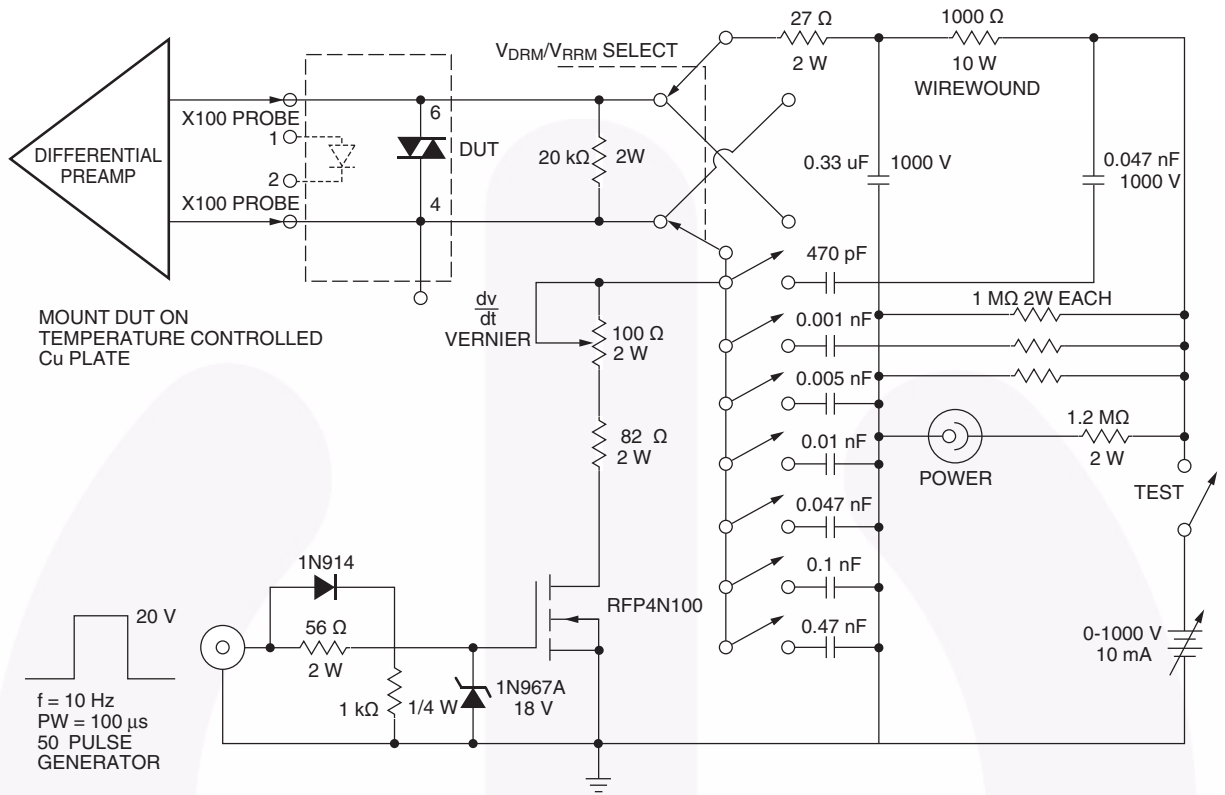 27 Ω
1000 Ω
V_DRM/V_RRM SELECT
2 W
10 W
WIREWOUND
X100 PROBE
6
1
DIFFERENTIAL
PREAMP
DUT
20 kΩ
2W
0.33 uF
1000 V
0.047 nF
1000 V
2
X100 PROBE
4
470 pF
MOUNT DUT ON
TEMPERATURE CONTROLLED
Cu PLATE
dv
dt
VERNIER
100 Ω
2 W
1 MΩ 2W EACH
0.001 nF
0.005 nF
82 Ω
2 W
0.01 nF
POWER
1.2 MΩ
2 W
TEST
0.047 nF
1N914
RFP4N100
0.1 nF
20 V
56 Ω
2 W
0.47 nF
0-1000 V
10 mA
f = 10 Hz
PW = 100 μs
50 PULSE
GENERATOR
1 kΩ
1/4 W
1N967A
18 V